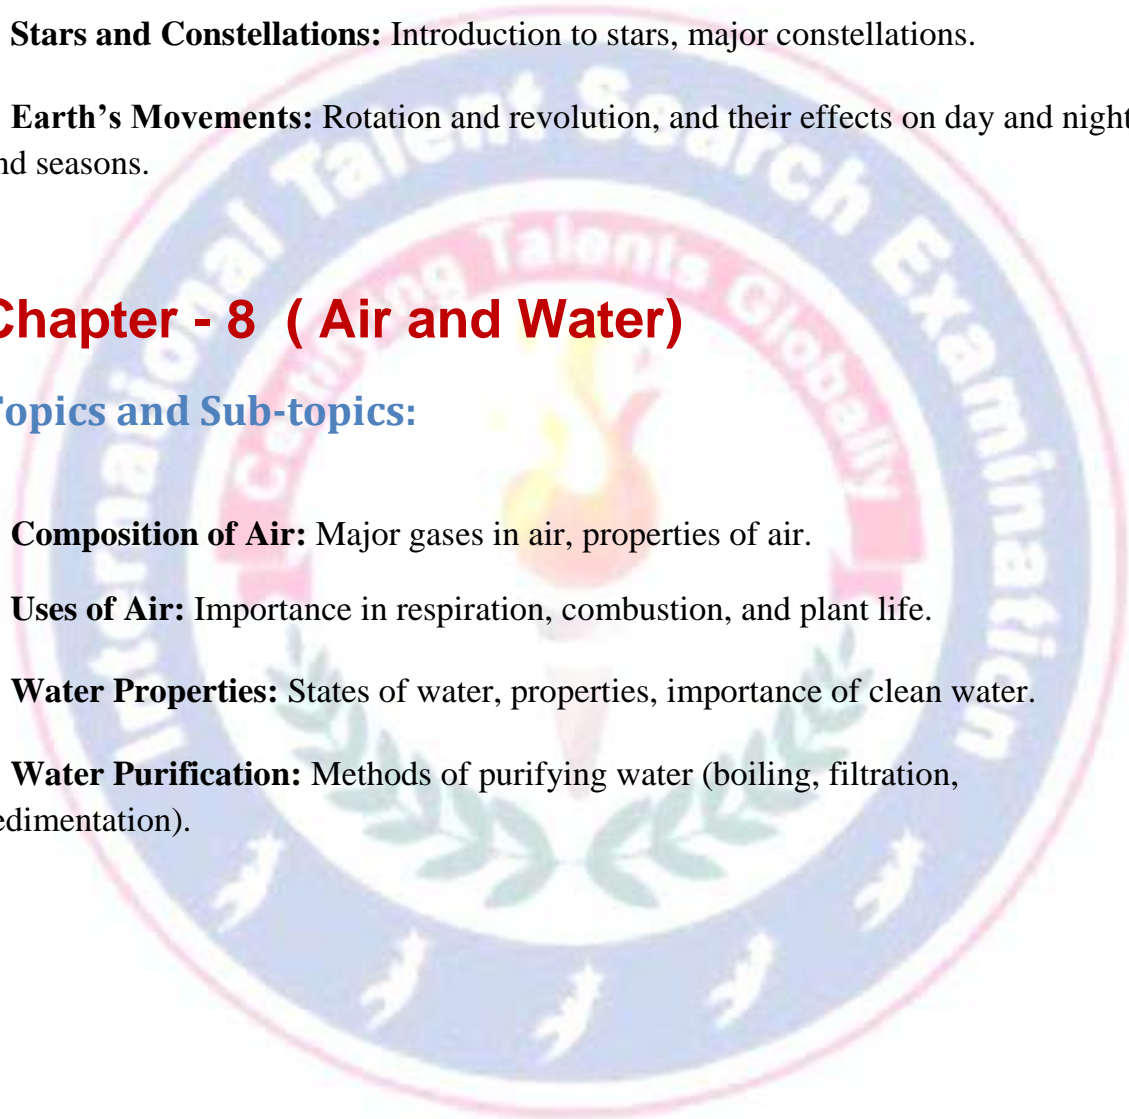 Stars and Constellations: Introduction to stars, major constellations.
Earth's Movements: Rotation and revolution, and their effects on day and night
nd seasons.
International Talent Search Examination
Getting Talents Globally
Chapter - 8 ( Air and Water)
Topics and Sub-topics:
Composition of Air: Major gases in air, properties of air.
Uses of Air: Importance in respiration, combustion, and plant life.
Water Properties: States of water, properties, importance of clean water.
Water Purification: Methods of purifying water (boiling, filtration,
edimentation).